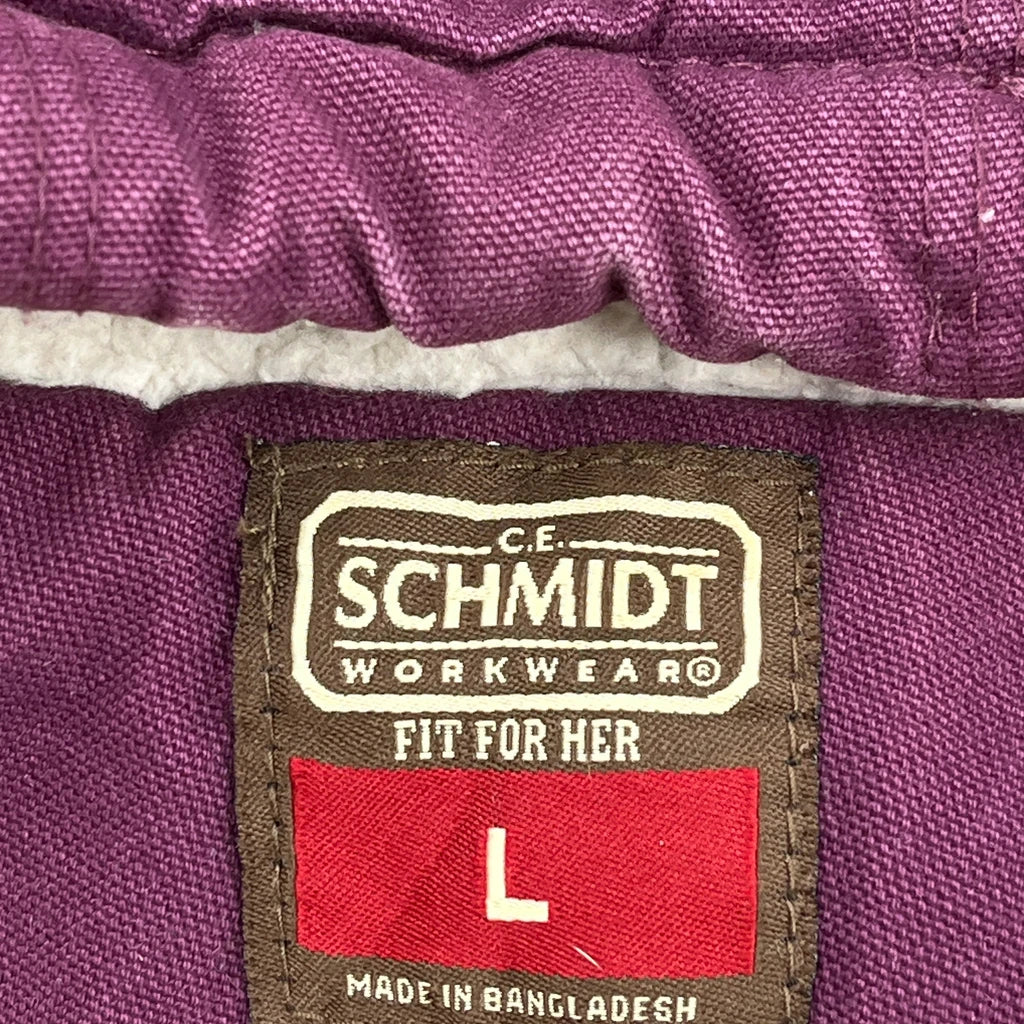 C.E.
SCHMIDT
WORKWEAR®
FIT FOR HER
L
MADE IN BANGLADESH